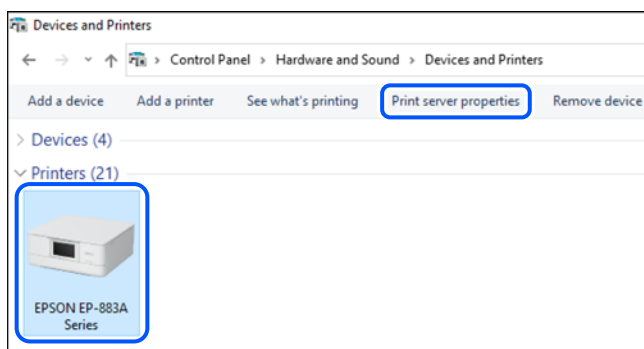 Devices and Printers
Control Panel > Hardware and Sound > Devices and Printers
Add a device Add a printer See what's printing Print server properties Remove device
Devices (4)
Printers (21)
EPSON EP-883A
Series